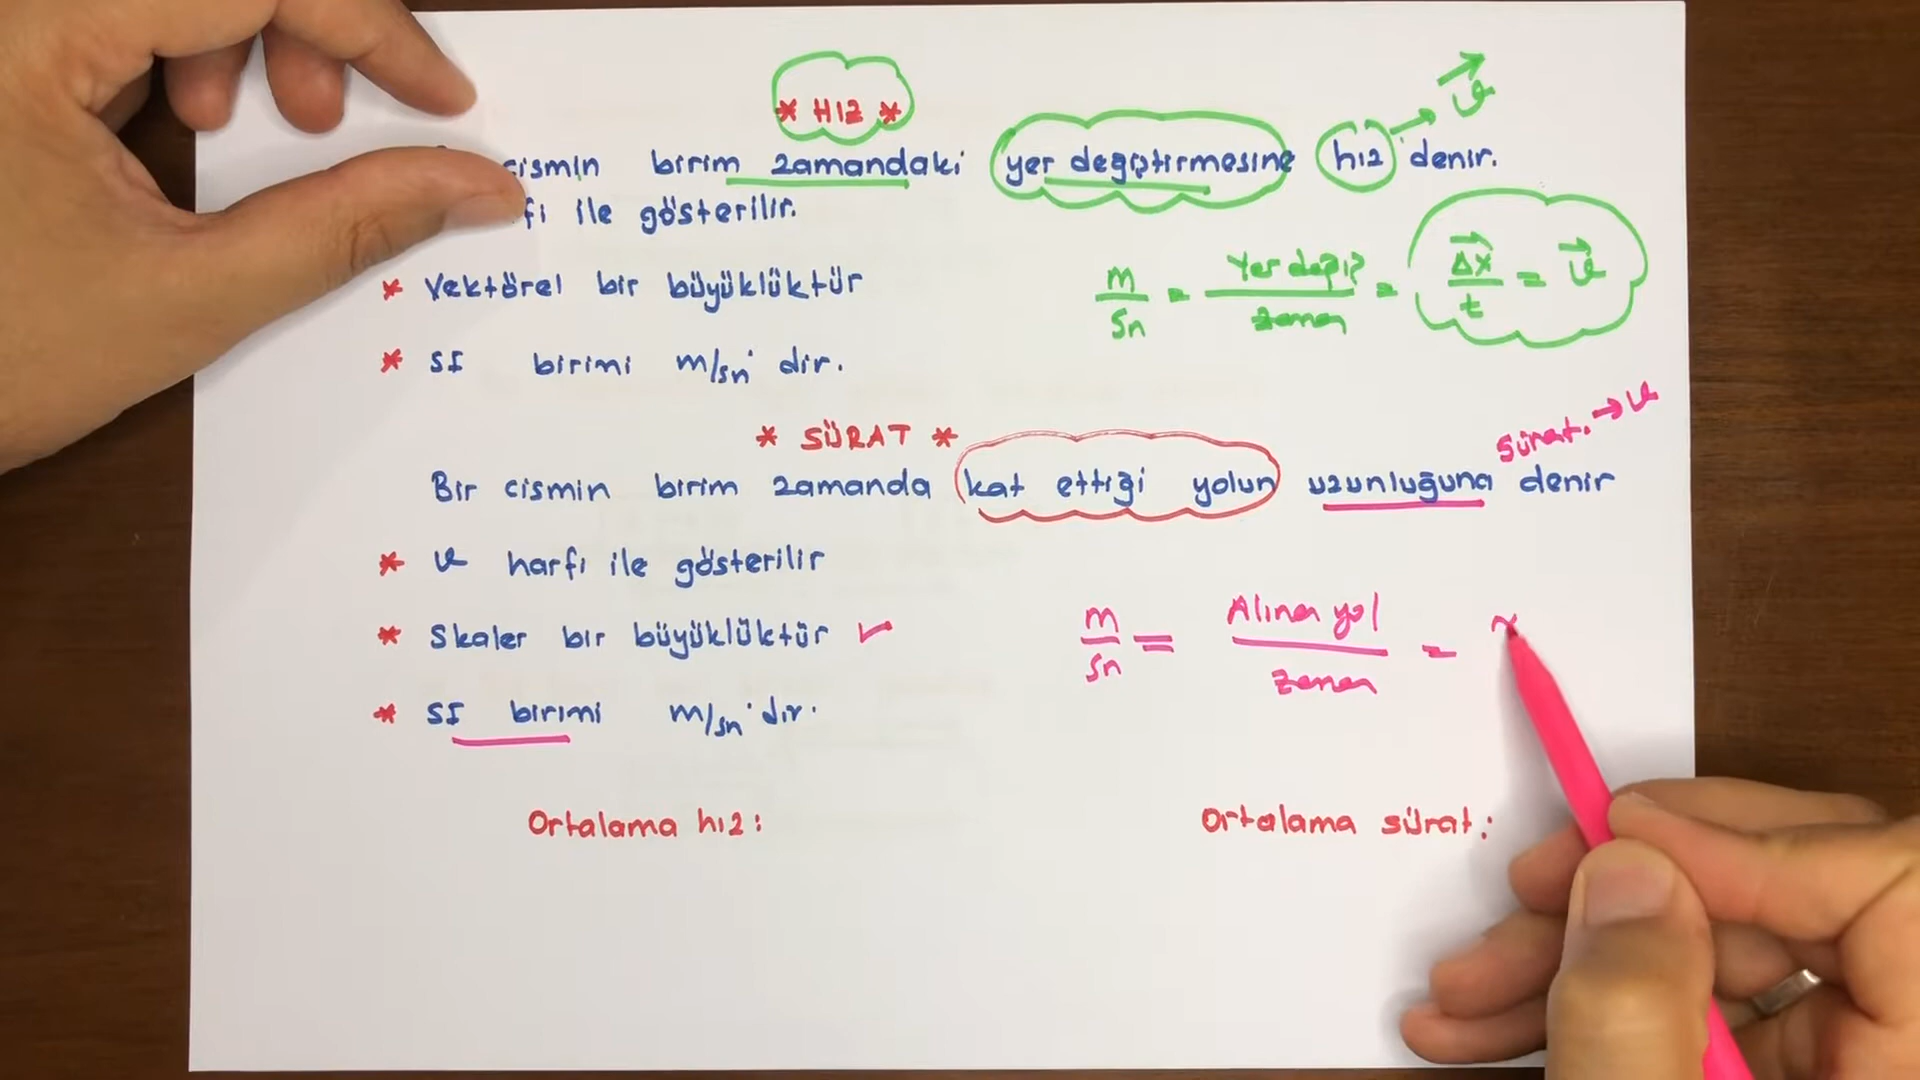 * HIZ *
v
cismin birim zamandaki yer değiştirmesine hız denir.
fi ile gösterilir.
* Vektörel bir büyüklüktür
m/sn = Yer değiş/zaman = Δx/t = v
* SI birimi m/sn' dir.
Sürat. → v
* SÜRAT *
Bir cismin birim zamanda kat ettiği yolun uzunluğuna denir
* v harfi ile gösterilir
* Skaler bir büyüklüktür ✓
m/sn = Alınan yol/zaman =
* SI birimi m/sn' dir.
Ortalama hız:
Ortalama sürat: